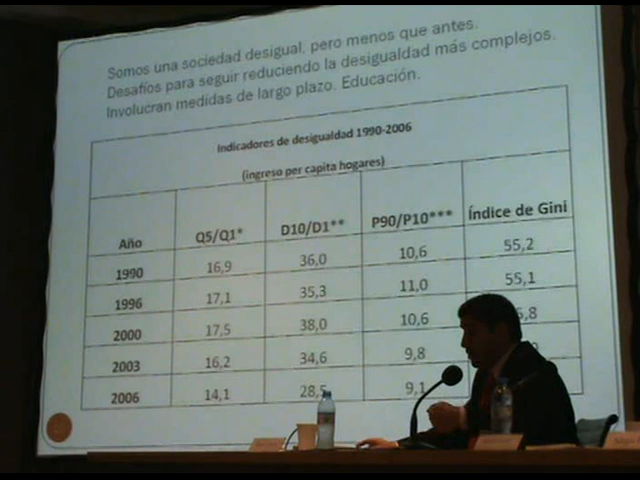 Somos una sociedad desigual, pero menos que antes.
Desafíos para seguir reduciendo la desigualdad más complejos.
Involucran medidas de largo plazo. Educación.
Indicadores de desigualdad 1990-2006
(ingreso per capita hogares)
Año Q5/Q1* D10/D1** P90/P10*** Índice de Gini
1990 16,9 36,0 10,6 55,2
1996 17,1 35,3 11,0 55,1
2000 17,5 38,0 10,6
2003 16,2 34,6 9,8
2006 14,1 28,5 9,1